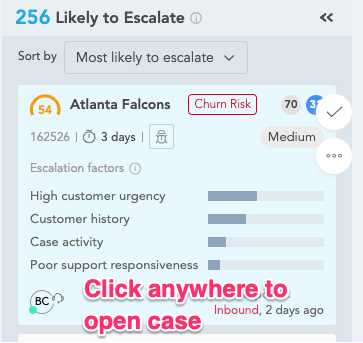 256 Likely to Escalate
Sort by Most likely to escalate
54 Atlanta Falcons Churn Risk 70
162526 | 3 days | Medium
Escalation factors
High customer urgency
Customer history
Case activity
Poor support responsiveness
Click anywhere to
BC
open case
Inbound, 2 days ago